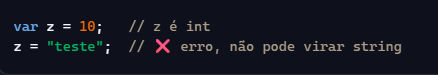 var z = 10;   // z é int
z = "teste";  // ❌ erro, não pode virar string